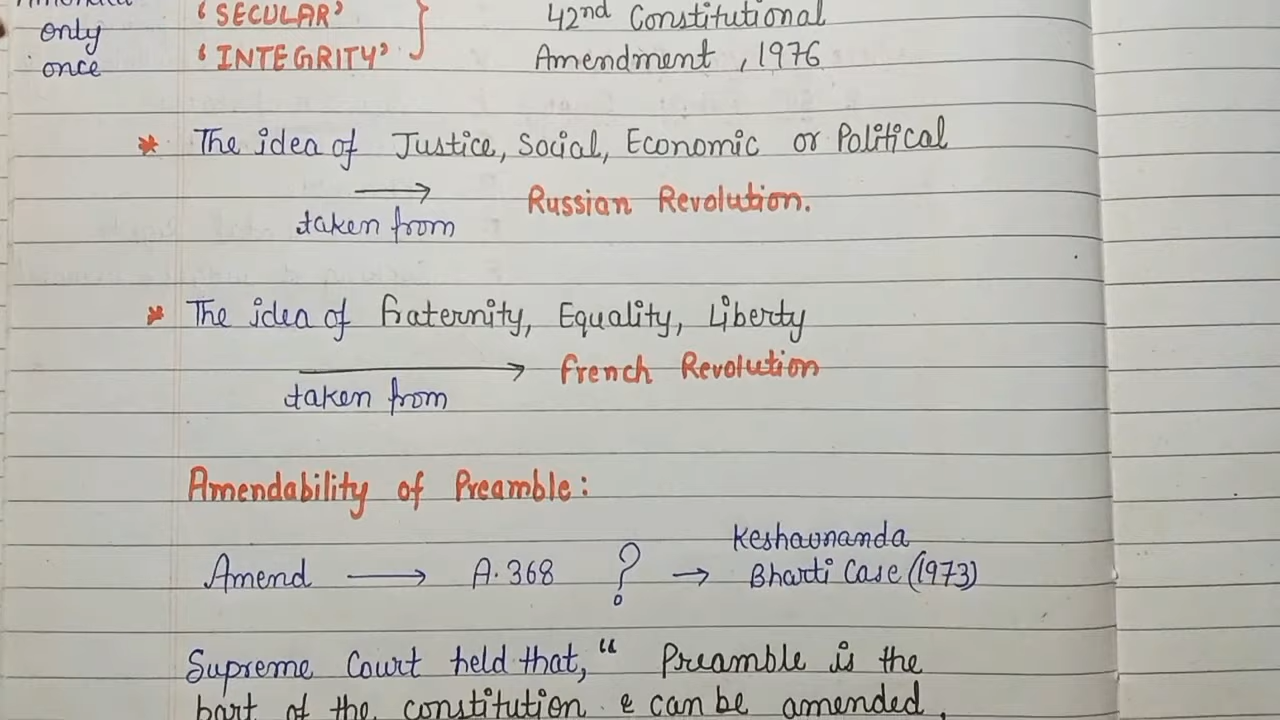 only
once
‘SECULAR’
‘INTEGRITY’
42nd Constitutional
Amendment, 1976
* The idea of Justice, Social, Economic or Political
→ Russian Revolution.
taken from
* The idea of fraternity, Equality, Liberty
→ french Revolution
taken from
Amendability of Preamble:
Keshavnanda
Amend → A.368 ? → Bharti Case (1973)
Supreme Court held that, “ Preamble is the
part of the constitution & can be amended,